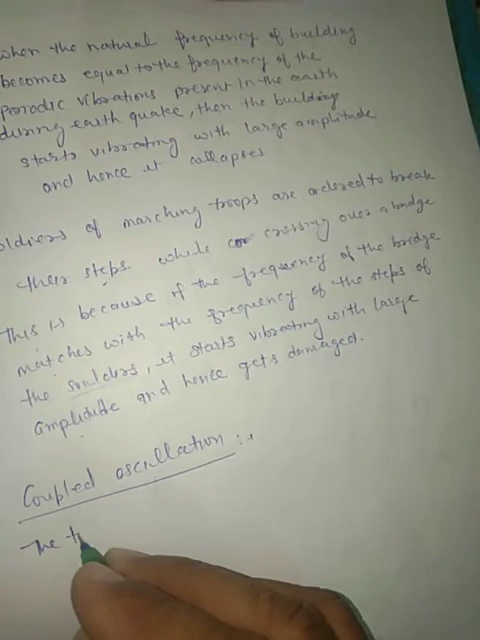 when the natural frequency of building
becomes equal to the frequency of the
porodic vibrations present in the earth
during earth quake, then the building
starts vibrating with large amplitude
and hence it collapses
oldiers of marching troops are ordered to break
their steps while crossing over a bridge
This is because if the frequency of the bridge
matches with the frequency of the steps of
the souldiers, it starts vibrating with large
amplitude and hence gets damaged.
Coupled oscillation :-
The t